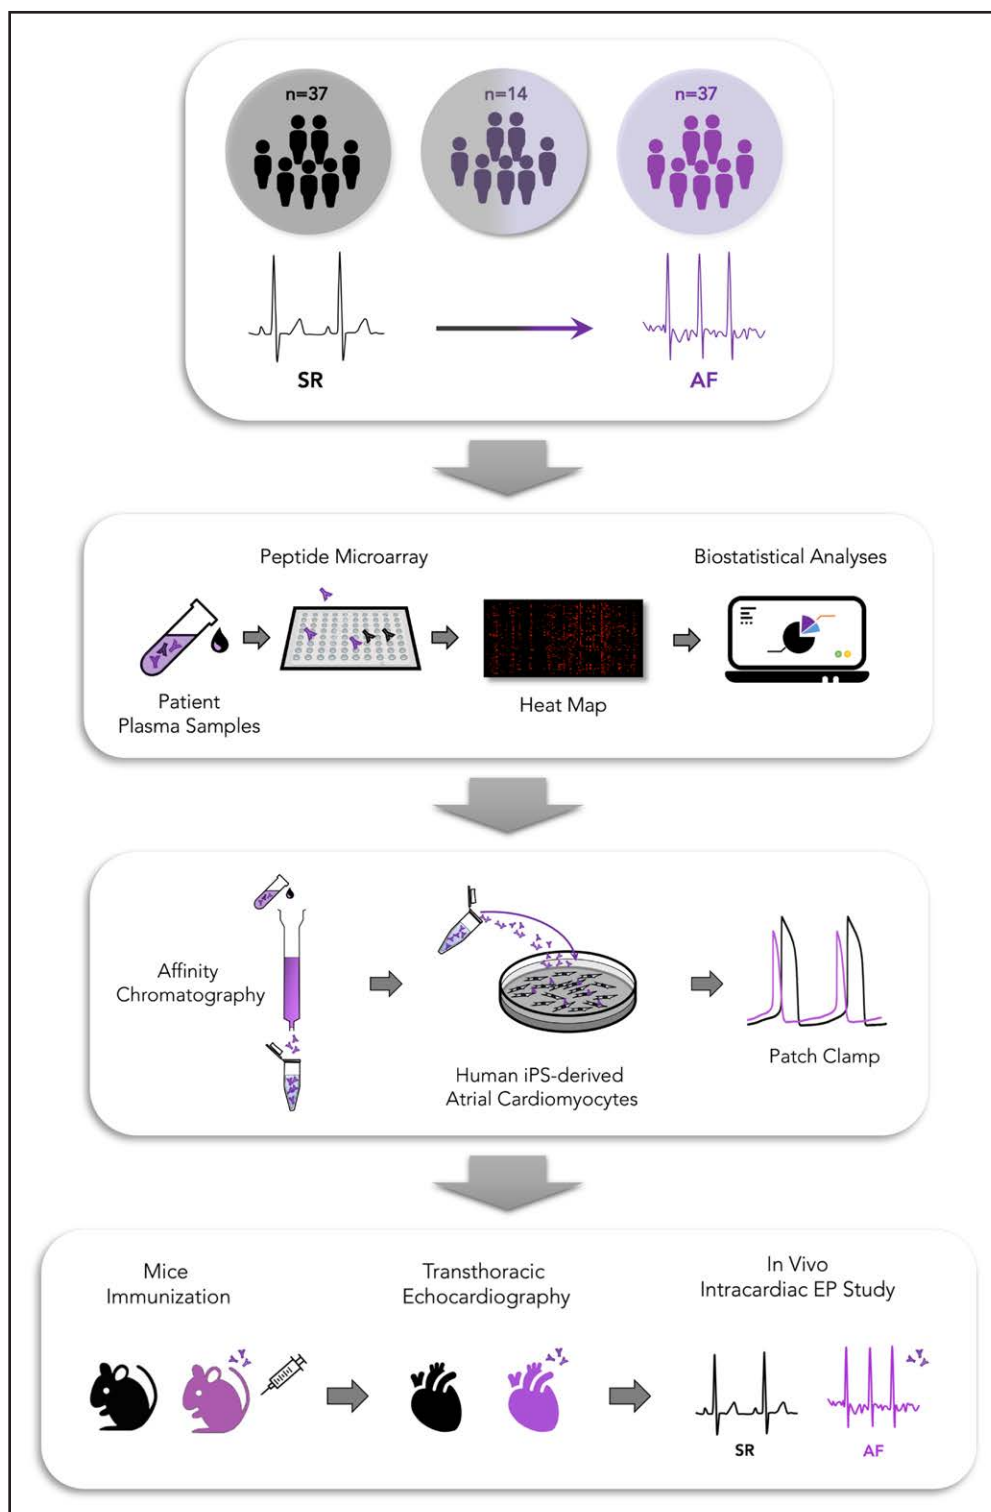 n=37
n=14
n=37
SR
AF
Peptide Microarray
Biostatistical Analyses
Patient
Plasma Samples
Heat Map
Affinity
Chromatography
Human iPS-derived
Atrial Cardiomyocytes
Patch Clamp
Mice
Immunization
Transthoracic
Echocardiography
In Vivo
Intracardiac EP Study
SR
AF